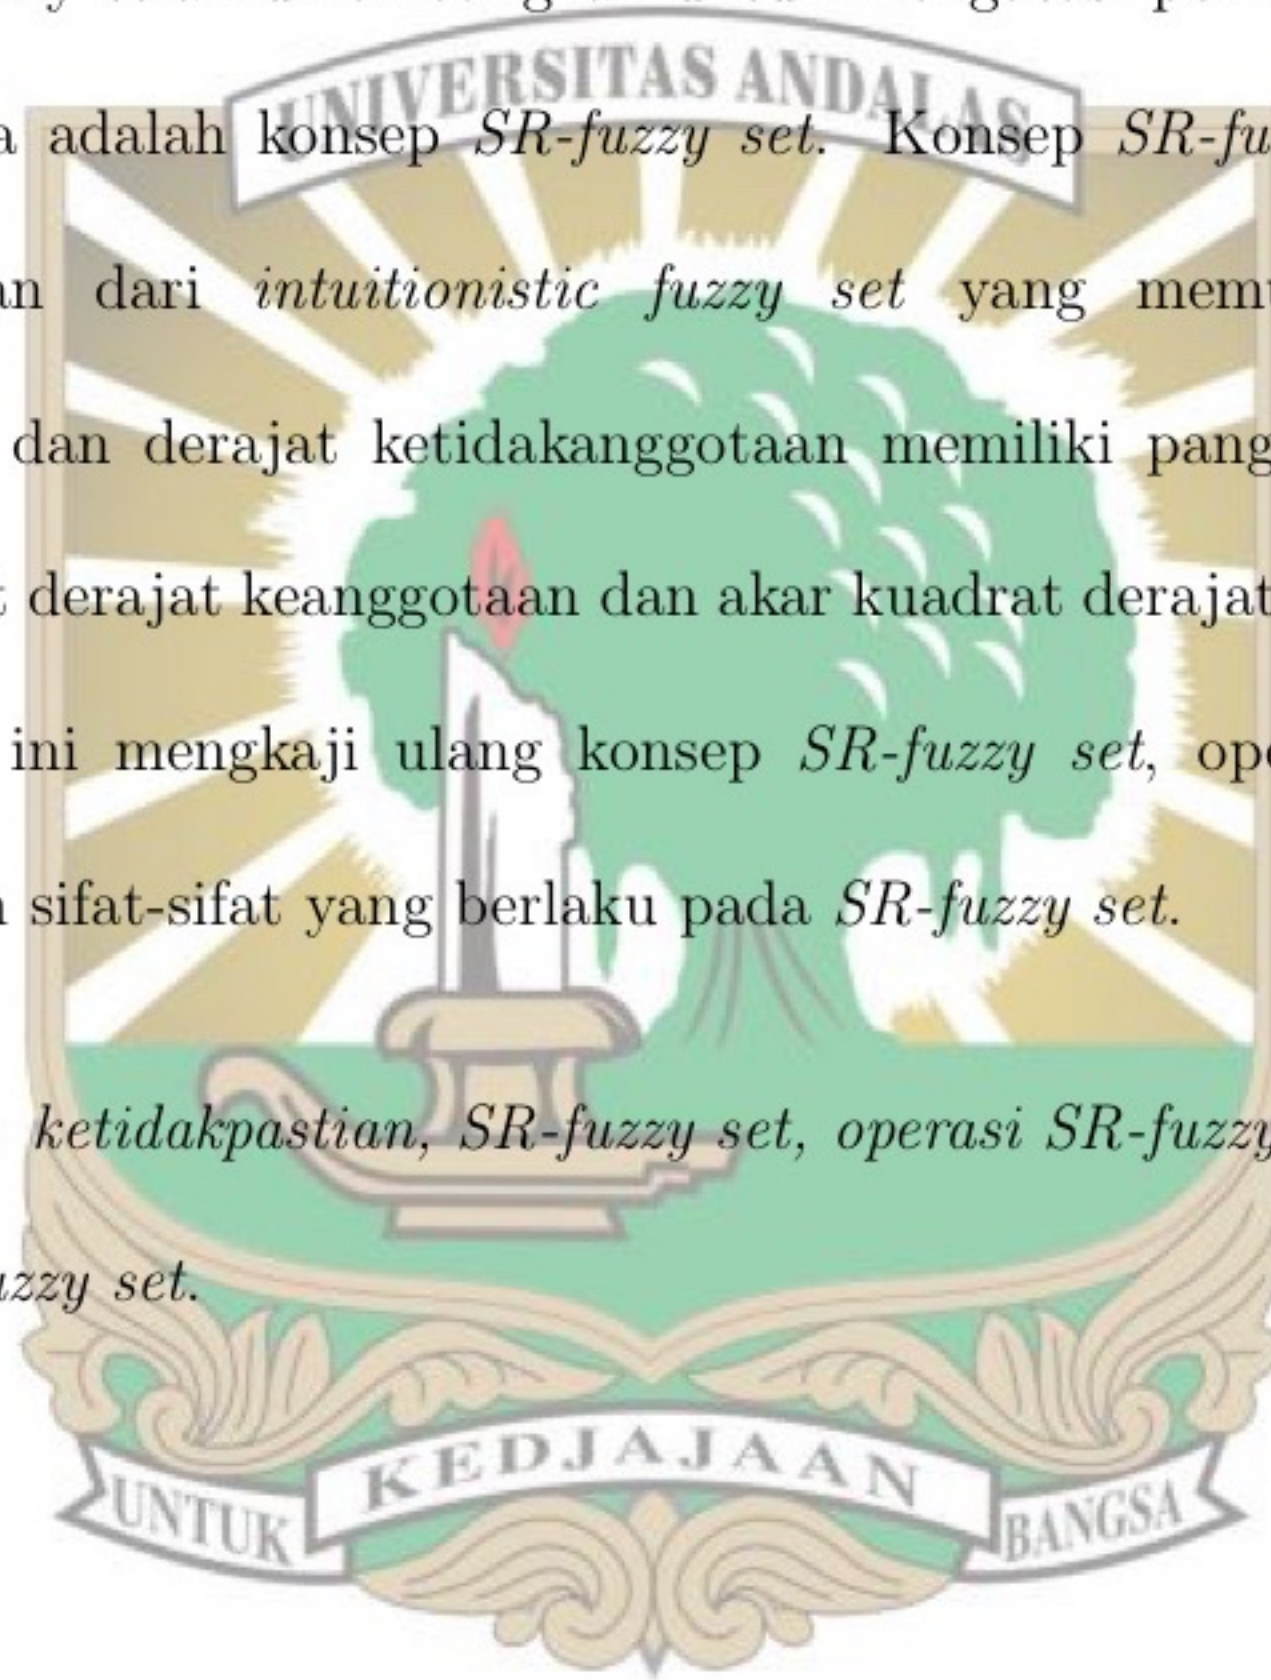 UNIVERSITAS ANDALAS
adalah konsep SR-fuzzy set. Konsep SR-fu
an dari intuitionistic fuzzy set yang mem
dan derajat ketidakanggotaan memiliki pang
t derajat keanggotaan dan akar kuadrat derajat
ini mengkaji ulang konsep SR-fuzzy set, ope
sifat-sifat yang berlaku pada SR-fuzzy set.
ketidakpastian, SR-fuzzy set, operasi SR-fuzzy
uzzy set.
UNTUK KEDJAJAAN BANGSA